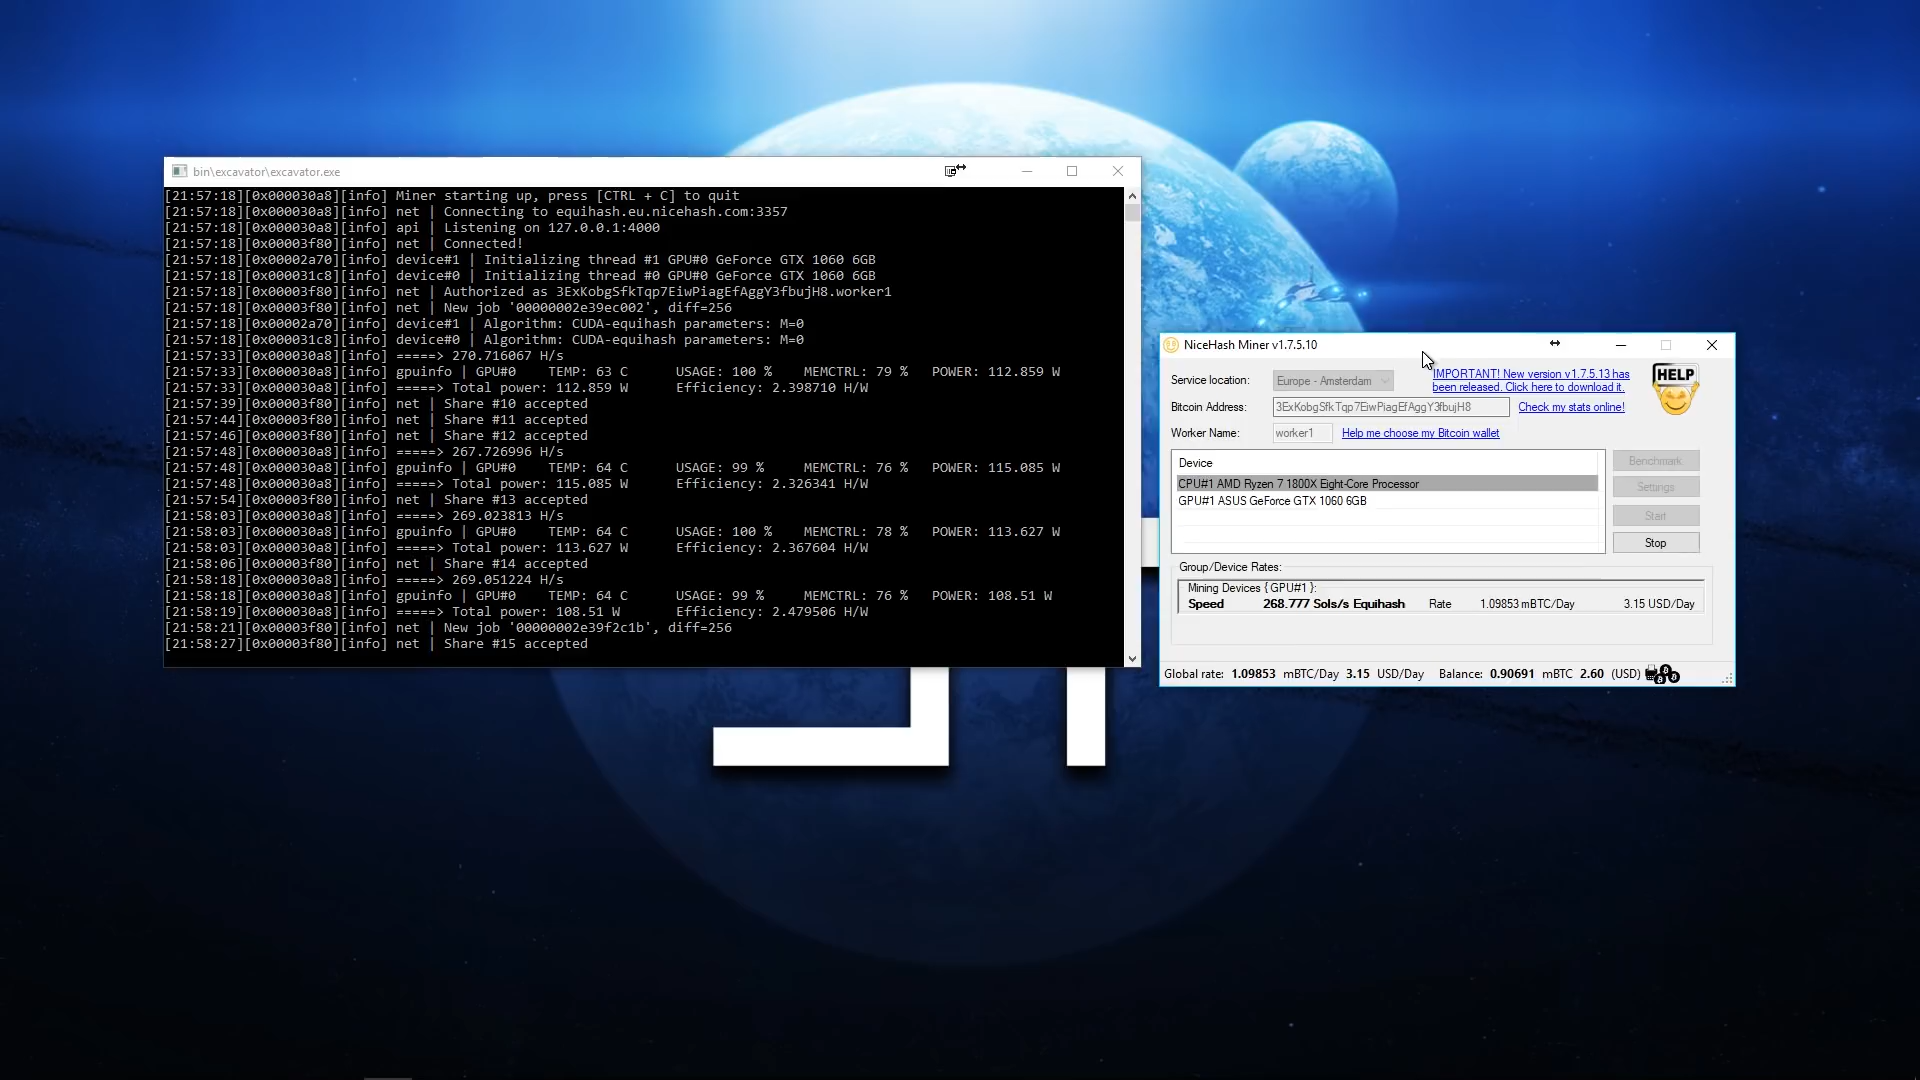 bin\excavator\excavator.exe
[21:57:18][0x000030a8][info] Miner starting up, press [CTRL + C] to quit
[21:57:18][0x000030a8][info] net | Connecting to equihash.eu.nicehash.com:3357
[21:57:18][0x000030a8][info] api | Listening on 127.0.0.1:4000
[21:57:18][0x00003f80][info] net | Connected!
[21:57:18][0x00002a70][info] device#1 | Initializing thread #1 GPU#0 GeForce GTX 1060 6GB
[21:57:18][0x000031c8][info] device#0 | Initializing thread #0 GPU#0 GeForce GTX 1060 6GB
[21:57:18][0x00003f80][info] net | Authorized as 3ExKobgSfkTqp7EiwPiagEfAggY3fbujH8.worker1
[21:57:18][0x00003f80][info] net | New job '00000002e39ec002', diff=256
[21:57:18][0x00002a70][info] device#1 | Algorithm: CUDA-equihash parameters: M=0
[21:57:18][0x000031c8][info] device#0 | Algorithm: CUDA-equihash parameters: M=0
[21:57:33][0x000030a8][info] =====> 270.716067 H/s
[21:57:33][0x000030a8][info] gpuinfo | GPU#0 TEMP: 63 C USAGE: 100 % MEMCTRL: 79 % POWER: 112.859 W
[21:57:33][0x000030a8][info] =====> Total power: 112.859 W Efficiency: 2.398710 H/W
[21:57:39][0x00003f80][info] net | Share #10 accepted
[21:57:44][0x00003f80][info] net | Share #11 accepted
[21:57:46][0x00003f80][info] net | Share #12 accepted
[21:57:48][0x000030a8][info] =====> 267.726996 H/s
[21:57:48][0x000030a8][info] gpuinfo | GPU#0 TEMP: 64 C USAGE: 99 % MEMCTRL: 76 % POWER: 115.085 W
[21:57:48][0x000030a8][info] =====> Total power: 115.085 W Efficiency: 2.326341 H/W
[21:57:54][0x00003f80][info] net | Share #13 accepted
[21:58:03][0x000030a8][info] =====> 269.023813 H/s
[21:58:03][0x000030a8][info] gpuinfo | GPU#0 TEMP: 64 C USAGE: 100 % MEMCTRL: 78 % POWER: 113.627 W
[21:58:03][0x000030a8][info] =====> Total power: 113.627 W Efficiency: 2.367604 H/W
[21:58:06][0x00003f80][info] net | Share #14 accepted
[21:58:18][0x000030a8][info] =====> 269.051224 H/s
[21:58:18][0x000030a8][info] gpuinfo | GPU#0 TEMP: 64 C USAGE: 99 % MEMCTRL: 76 % POWER: 108.51 W
[21:58:19][0x000030a8][info] =====> Total power: 108.51 W Efficiency: 2.479506 H/W
[21:58:21][0x00003f80][info] net | New job '00000002e39f2c1b', diff=256
[21:58:27][0x00003f80][info] net | Share #15 accepted
NiceHash Miner v1.7.5.10
Service location: Europe - Amsterdam
IMPORTANT! New version v1.7.5.13 has
been released. Click here to download it.
HELP
Bitcoin Address: 3ExKobgSfkTqp7EiwPiagEfAggY3fbujH8 Check my stats online!
Worker Name: worker1 Help me choose my Bitcoin wallet
Device
CPU#1 AMD Ryzen 7 1800X Eight-Core Processor
GPU#1 ASUS GeForce GTX 1060 6GB
Benchmark
Settings
Start
Stop
Group/Device Rates:
Mining Devices { GPU#1 }:
Speed 268.777 Sols/s Equihash Rate 1.09853 mBTC/Day 3.15 USD/Day
Global rate: 1.09853 mBTC/Day 3.15 USD/Day Balance: 0.90691 mBTC 2.60 (USD)